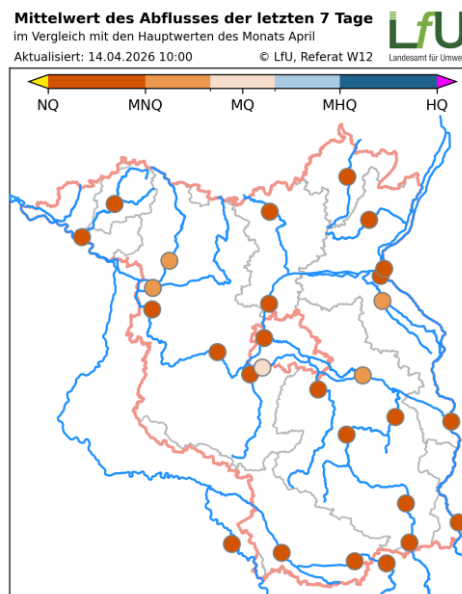 Mittelwert des Abflusses der letzten 7 Tage
im Vergleich mit den Hauptwerten des Monats April
Aktualisiert: 14.04.2026 10:00 © LfU, Referat W12
LfU
Landesamt für Umwelt
NQ MNQ MQ MHQ HQ